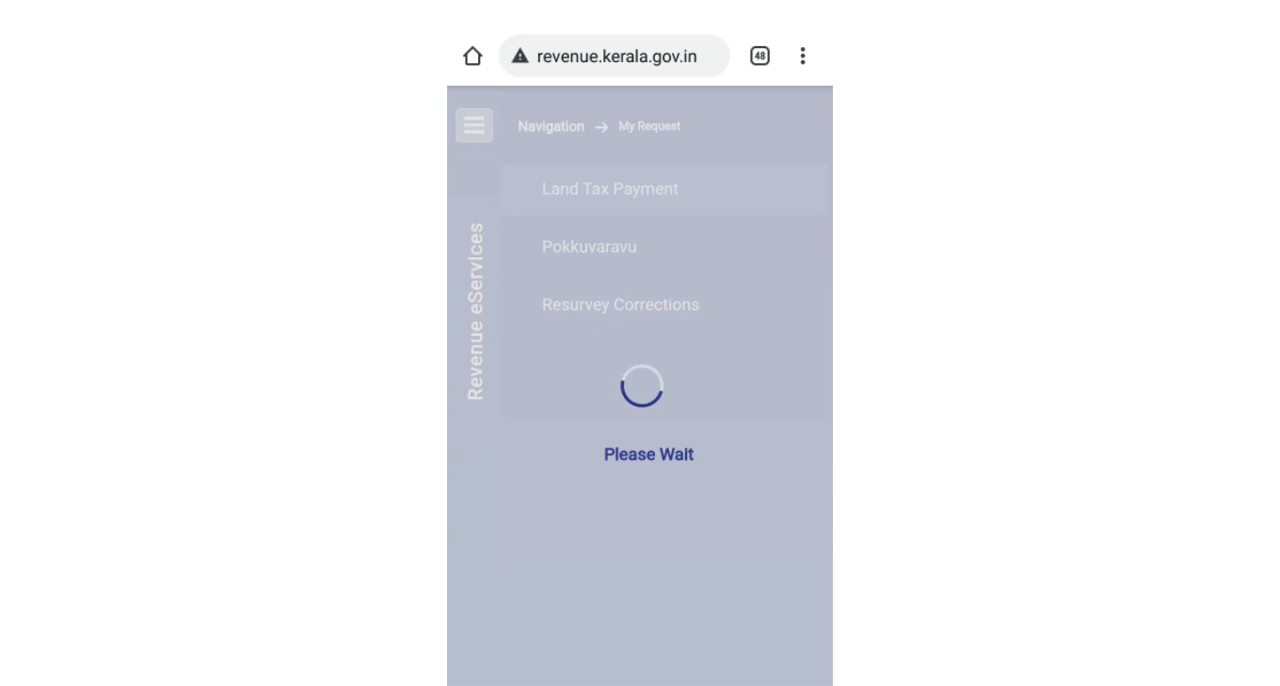 revenue.kerala.gov.in
48
Navigation → My Request
Land Tax Payment
Pokkuvaravu
Resurvey Corrections
Revenue eServices
Please Wait